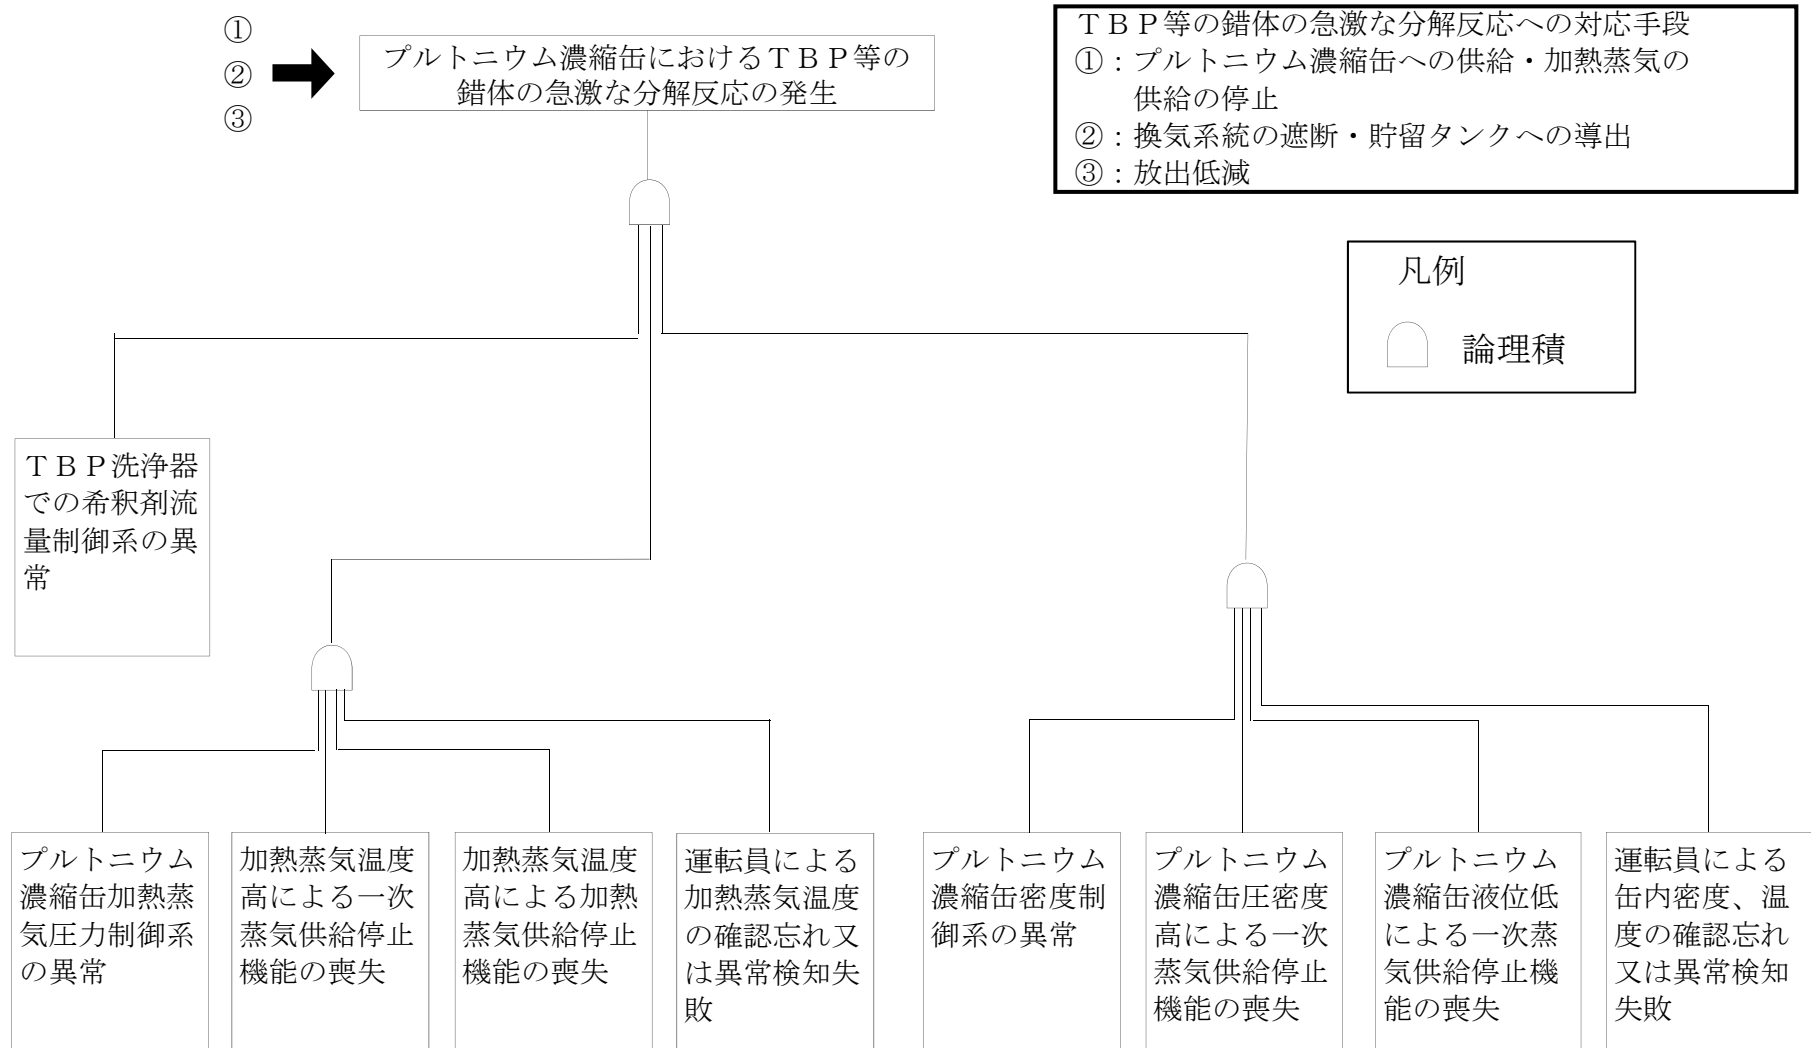 ①
②
③
プルトニウム濃縮缶におけるＴＢＰ等の
錯体の急激な分解反応の発生
ＴＢＰ等の錯体の急激な分解反応への対応手段
①：プルトニウム濃縮缶への供給・加熱蒸気の
供給の停止
②：換気系統の遮断・貯留タンクへの導出
③：放出低減
凡例
論理積
ＴＢＰ洗浄器
での希釈剤流
量制御系の異
常
プルトニウム
濃縮缶加熱蒸
気圧力制御系
の異常
加熱蒸気温度
高による一次
蒸気供給停止
機能の喪失
加熱蒸気温度
高による加熱
蒸気供給停止
機能の喪失
運転員による
加熱蒸気温度
の確認忘れ又
は異常検知失
敗
プルトニウム
濃縮缶密度制
御系の異常
プルトニウム
濃縮缶圧密度
高による一次
蒸気供給停止
機能の喪失
プルトニウム
濃縮缶液位低
による一次蒸
気供給停止機
能の喪失
運転員による
缶内密度、温
度の確認忘れ
又は異常検知
失敗